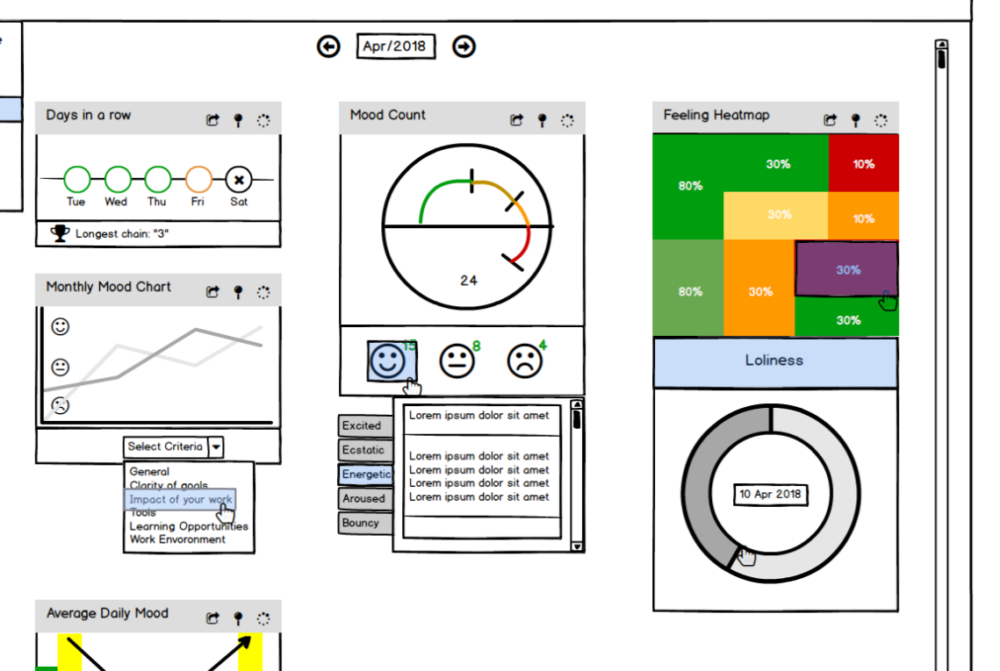 Apr/2018
Days in a row
Tue Wed Thu Fri Sat
Longest chain: "3"
Monthly Mood Chart
Select Criteria
General
Clarity of goals
Impact of your work
Tools
Learning Opportunities
Work Envoronment
Average Daily Mood
Mood Count
24
15 8 4
Excited
Ecstatic
Energetic
Aroused
Bouncy
Lorem ipsum dolor sit amet
Lorem ipsum dolor sit amet
Lorem ipsum dolor sit amet
Lorem ipsum dolor sit amet
Lorem ipsum dolor sit amet
Feeling Heatmap
30% 10%
80%
30% 10%
30%
80% 30%
30%
Loliness
10 Apr 2018